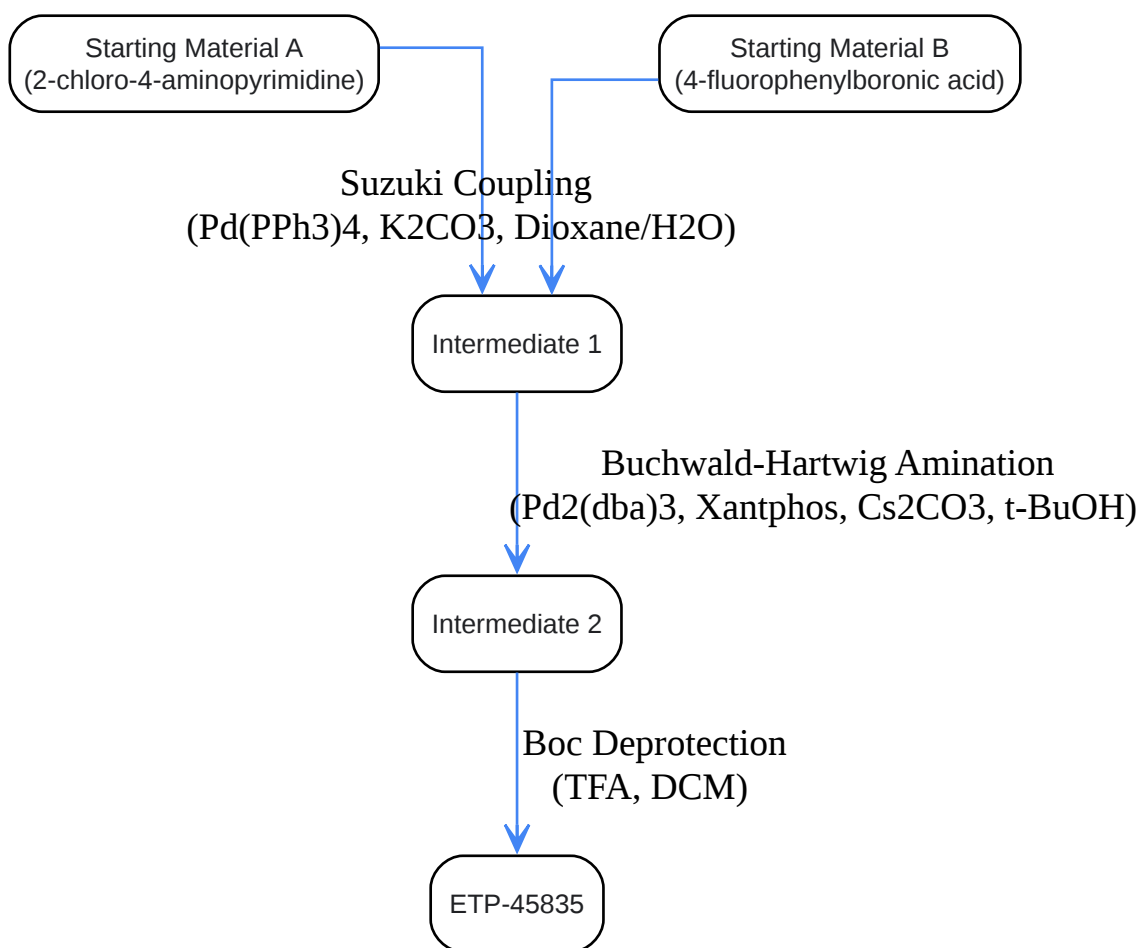 Starting Material A
(2-chloro-4-aminopyrimidine)
Starting Material B
(4-fluorophenylboronic acid)
Suzuki Coupling
(Pd(PPh3)4, K2CO3, Dioxane/H2O)
Intermediate 1
Buchwald-Hartwig Amination
(Pd2(dba)3, Xantphos, Cs2CO3, t-BuOH)
Intermediate 2
Boc Deprotection
(TFA, DCM)
ETP-45835